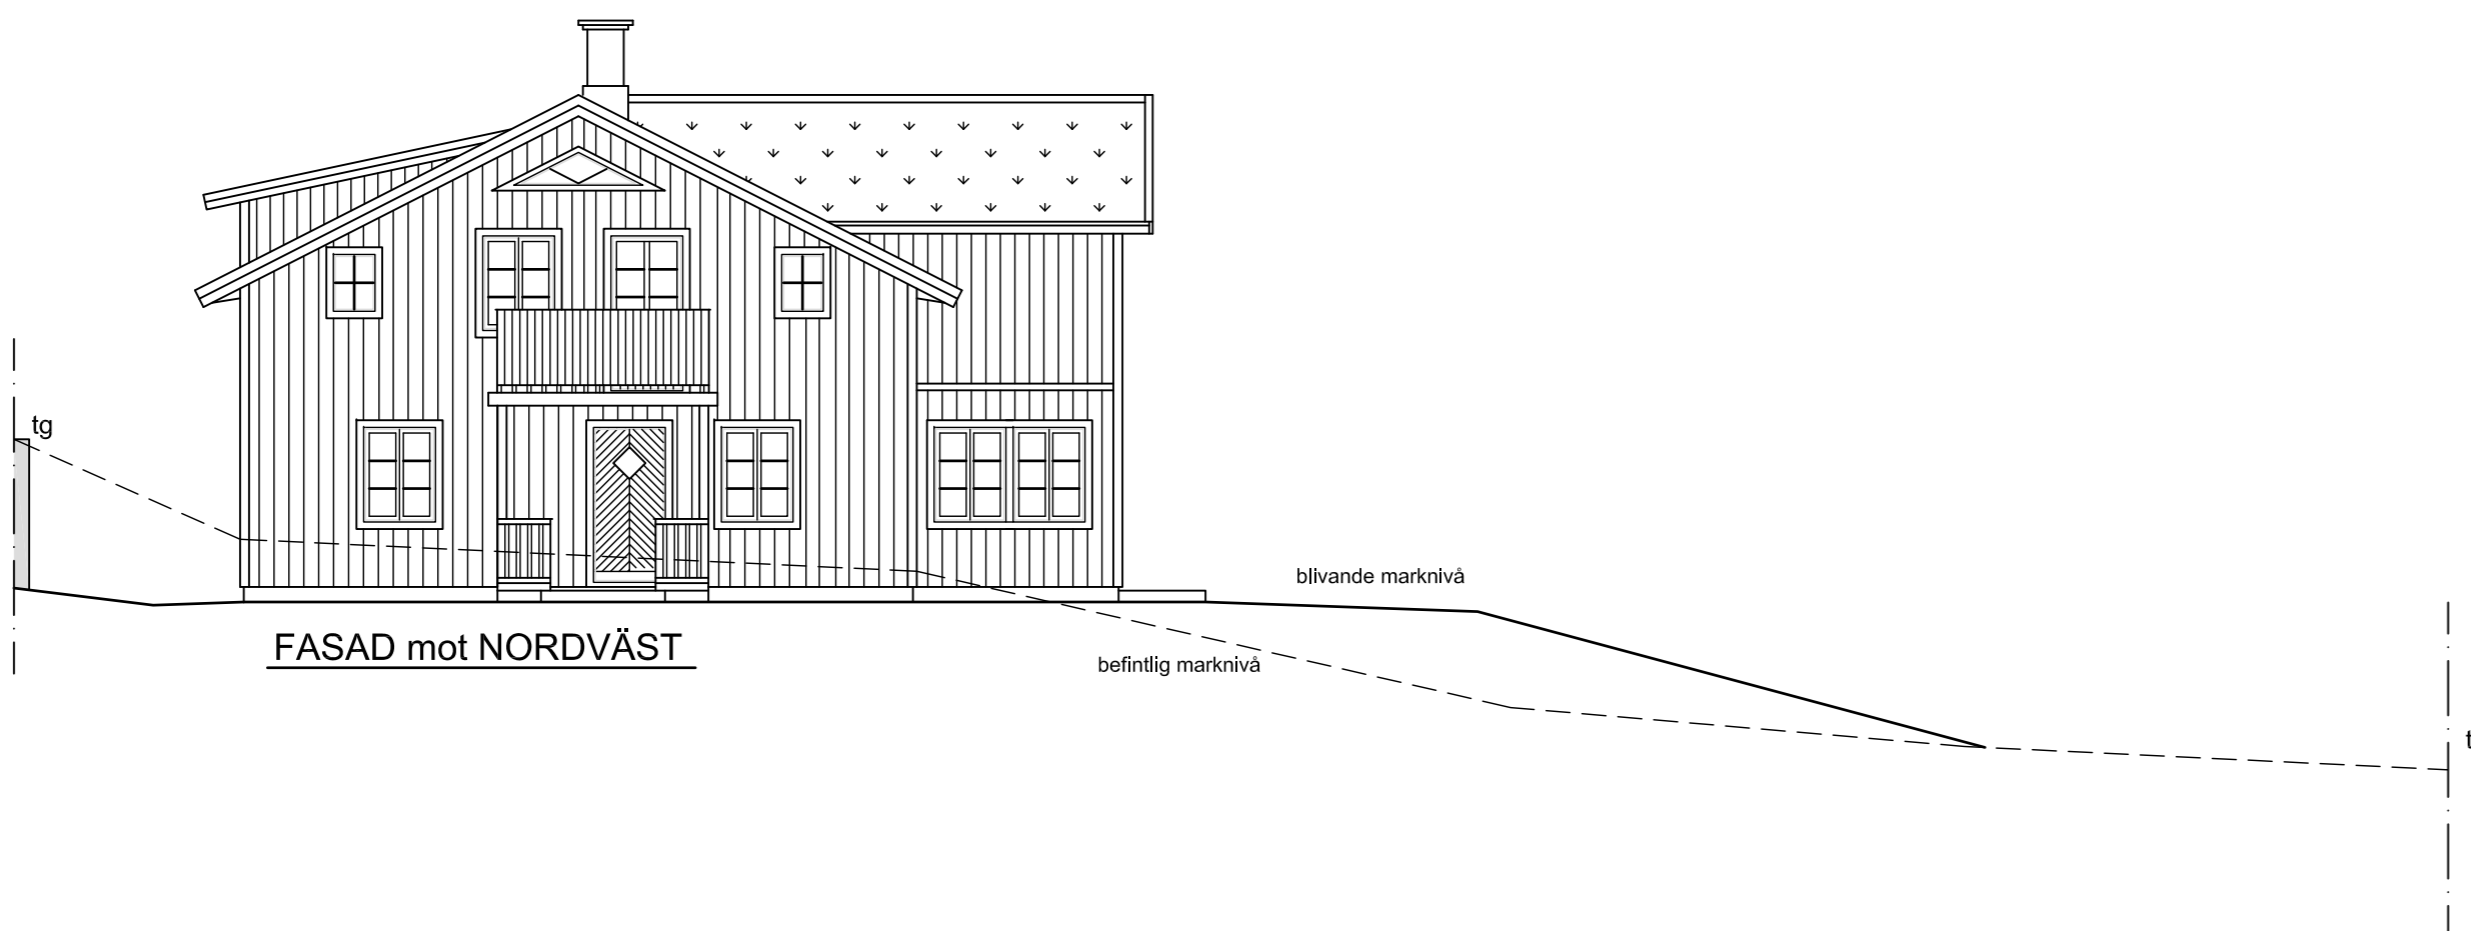 tg
blivande marknivå
FASAD mot NORDVÄST
befintlig marknivå
t